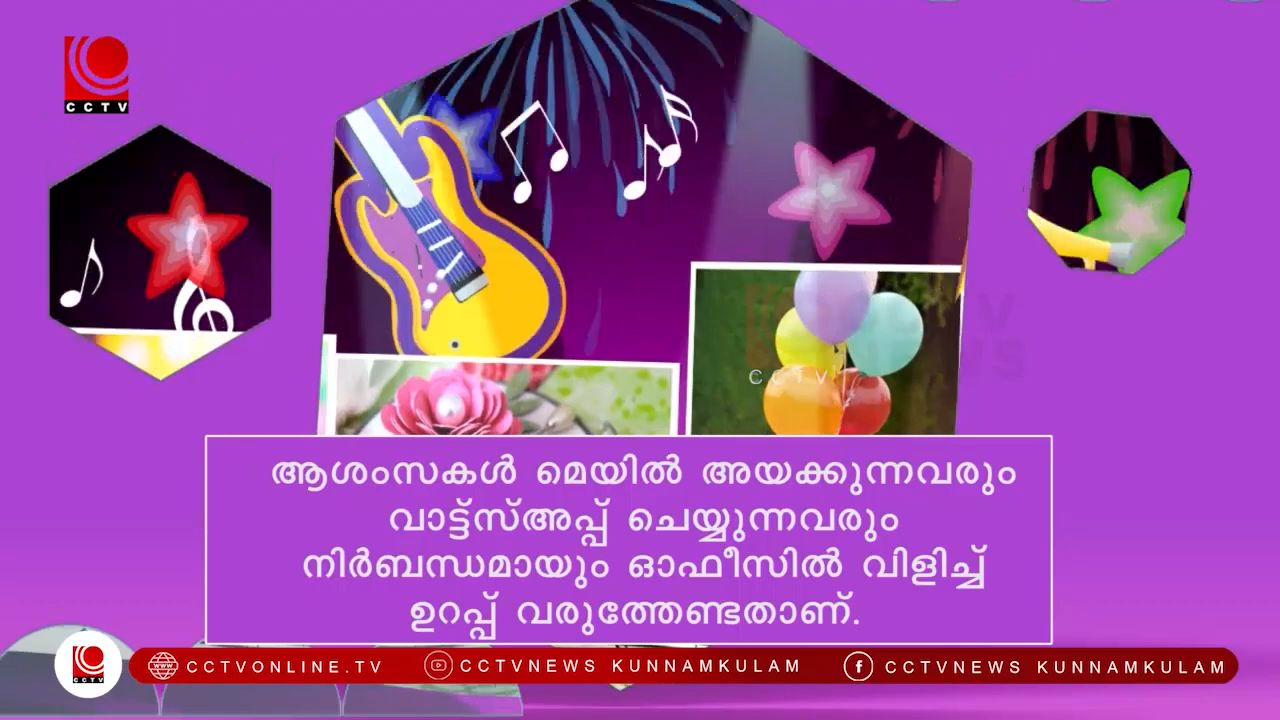 CCTV
CCTV
ആശംസകൾ മെയിൽ അയക്കുന്നവരും
വാട്ട്സ്അപ്പ് ചെയ്യുന്നവരും
നിർബന്ധമായും ഓഫീസിൽ വിളിച്ച്
ഉറപ്പ് വരുത്തേണ്ടതാണ്.
CCTV
CCTVONLINE.TV
CCTVNEWS KUNNAMKULAM
CCTVNEWS KUNNAMKULAM